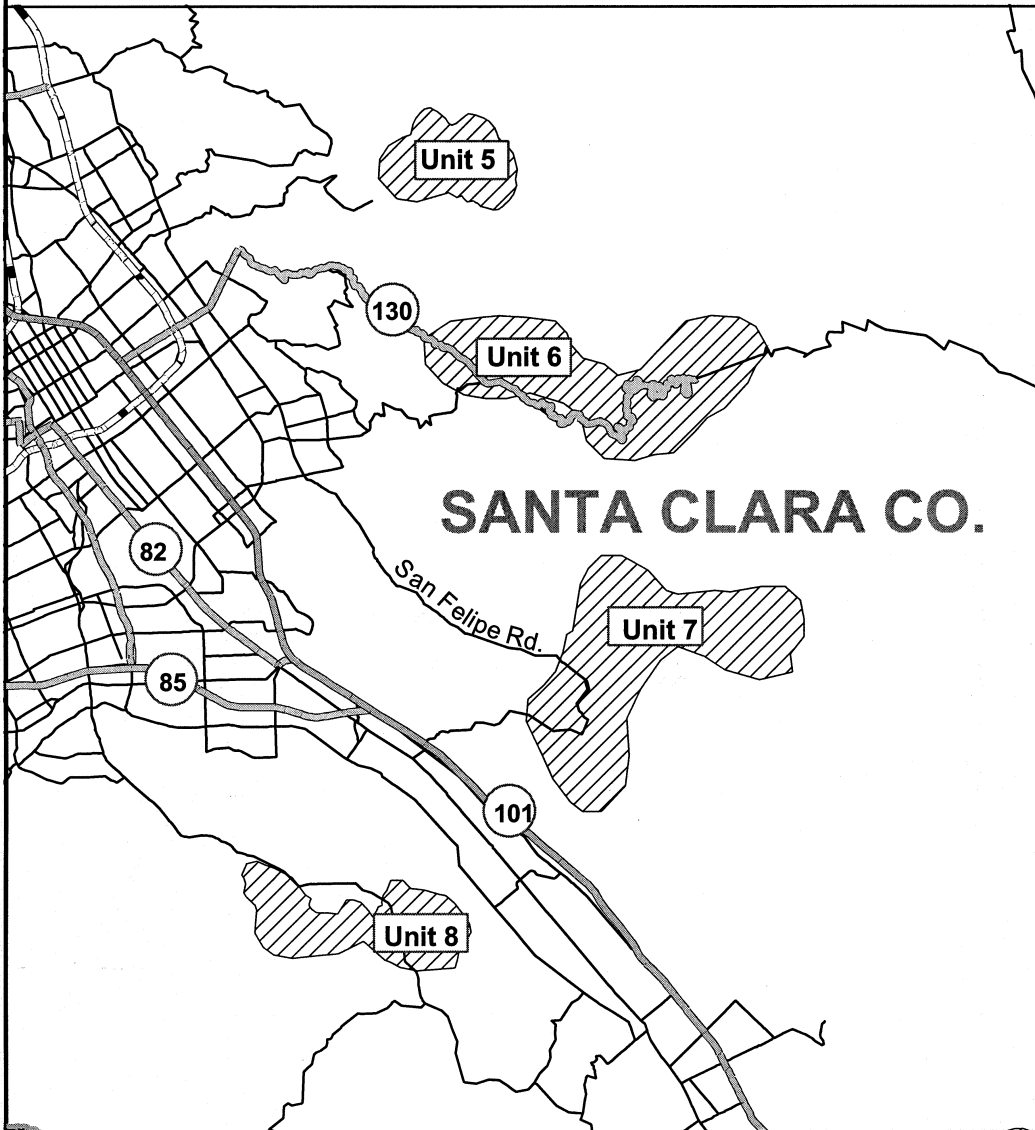 Unit 5
130
Unit 6
SANTA CLARA CO.
82
San Felipe Rd.
Unit 7
85
101
Unit 8